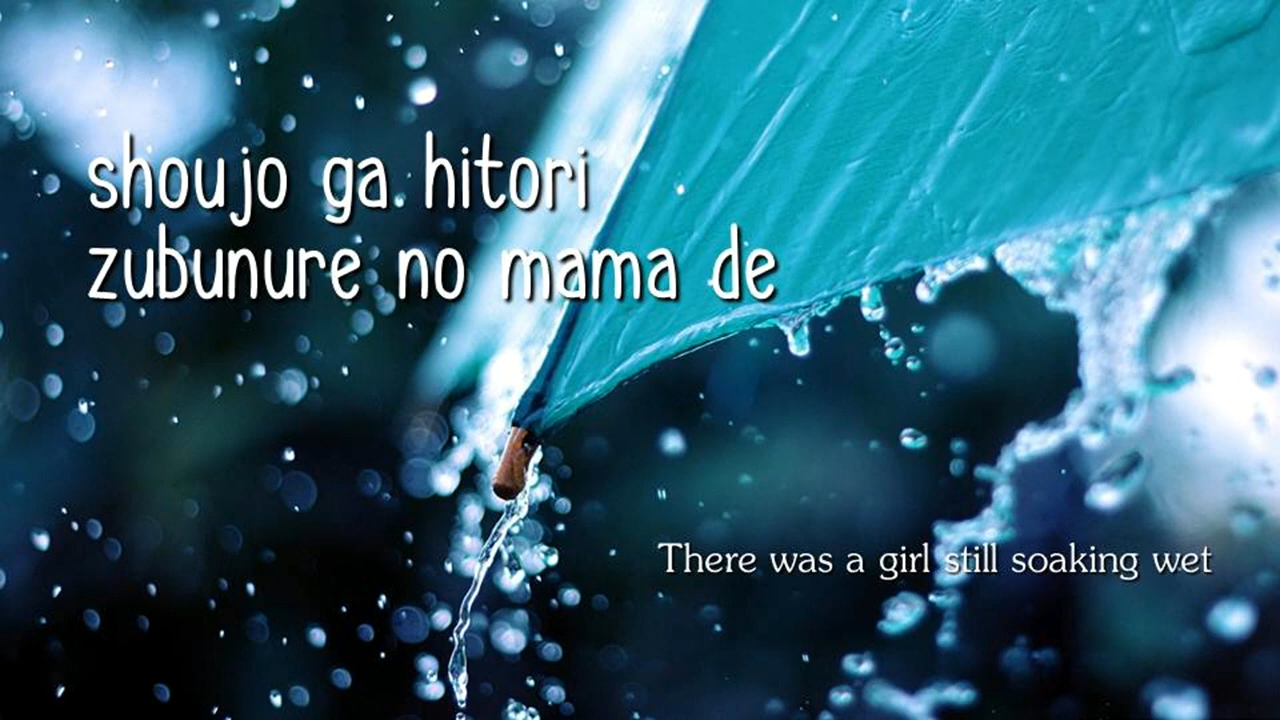 shoujo ga hitori
zubunure no mama de
There was a girl still soaking wet